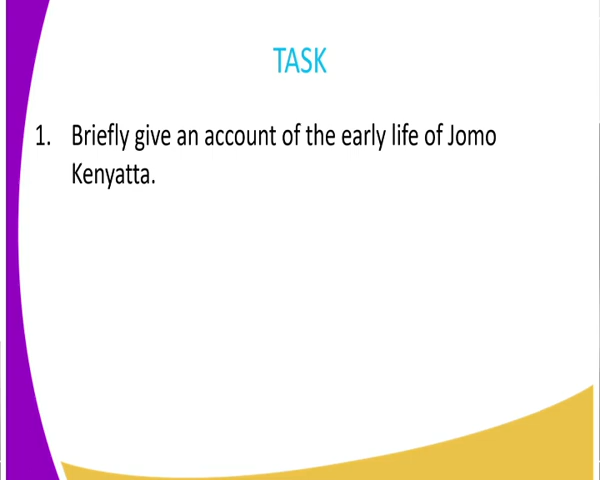 TASK
1. Briefly give an account of the early life of Jomo
Kenyatta.